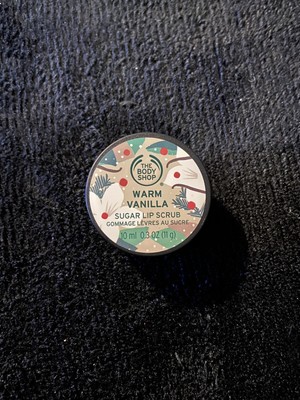 THE
BODY
SHOP
WARM
VANILLA
SUGAR LIP SCRUB
GOMMAGE LÈVRES AU SUCRE
10 ml 0.3 OZ (11 g)